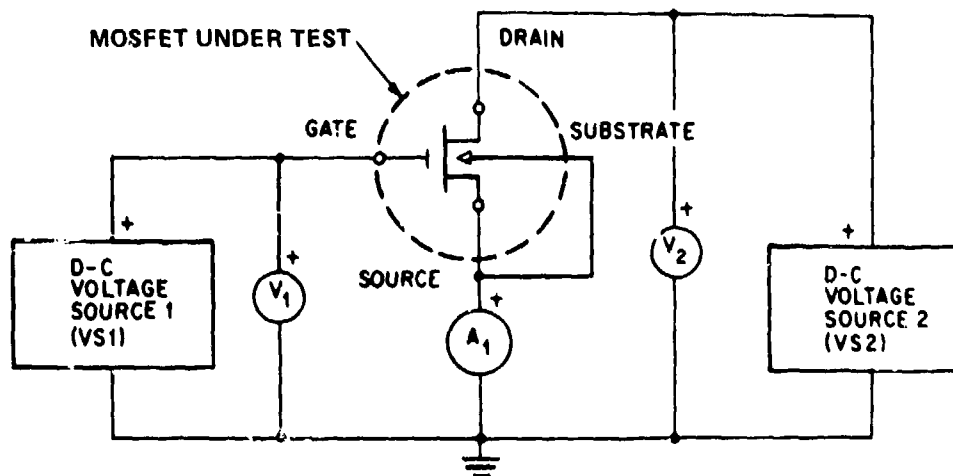 MOSFET UNDER TEST
DRAIN
GATE
SUBSTRATE
+
D-C
VOLTAGE
SOURCE 1
(VS1)
+
V1
SOURCE
+
A1
+
V2
+
D-C
VOLTAGE
SOURCE 2
(VS2)